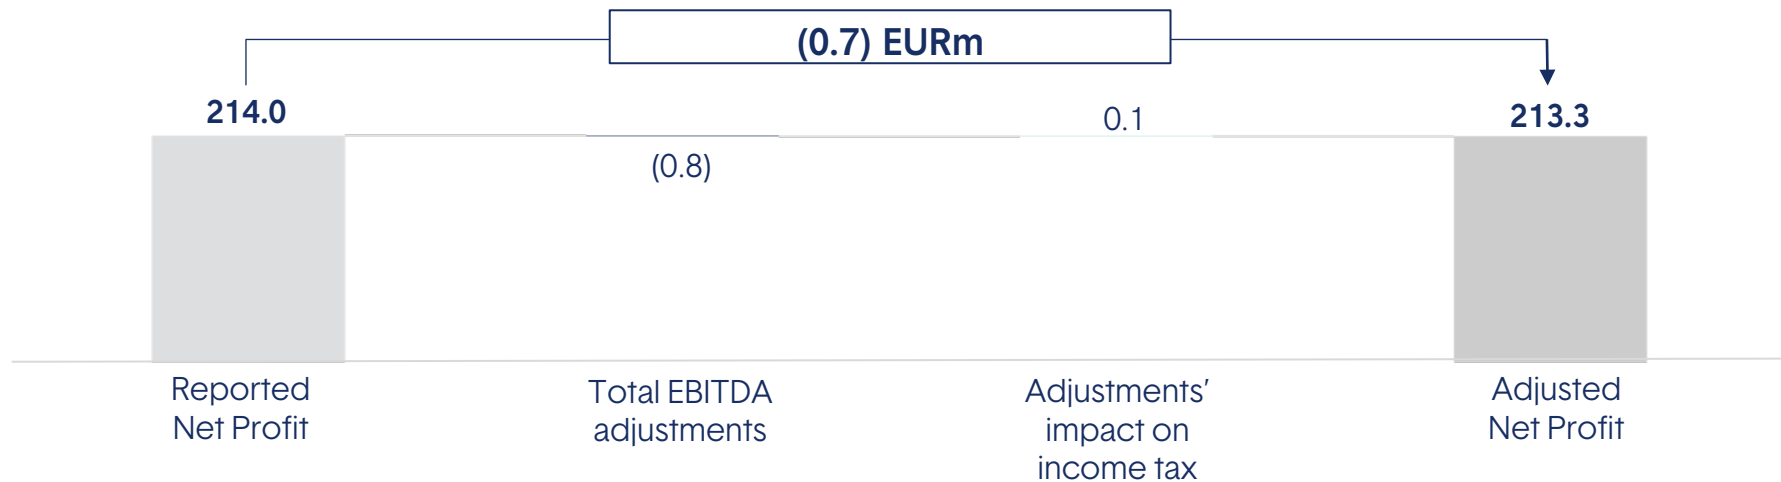 (0.7) EURm
214.0
0.1
213.3
(0.8)
Reported
Net Profit
Total EBITDA
adjustments
Adjustments’
impact on
income tax
Adjusted
Net Profit